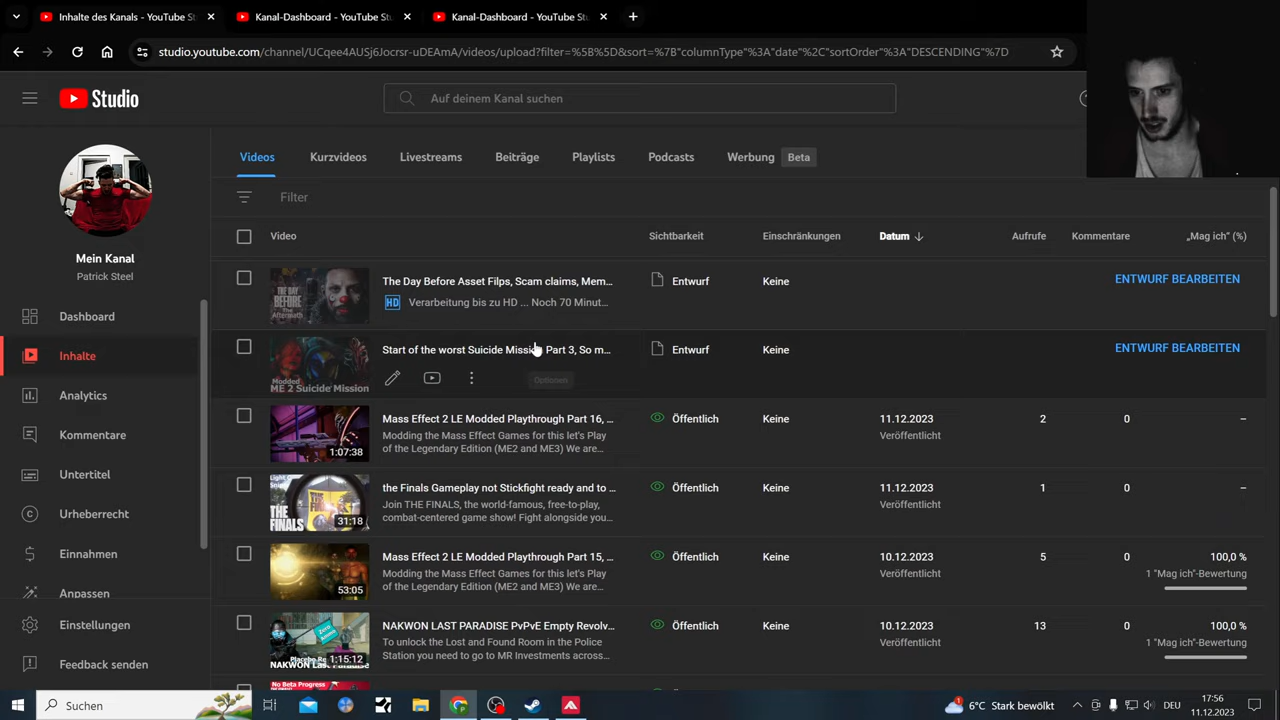 Inhalte des Kanals - YouTube St
Kanal-Dashboard - YouTube Stu
Kanal-Dashboard - YouTube Stu
studio.youtube.com/channel/UCqee4AUSj6Jocrsr-uDEAmA/videos/upload?filter=%5B%5D&sort=%7B"columnType"%3A"date"%2C"sortOrder"%3A"DESCENDING"%7D
Studio
Auf deinem Kanal suchen
Mein Kanal
Patrick Steel
Dashboard
Inhalte
Analytics
Kommentare
Untertitel
Urheberrecht
Einnahmen
Anpassen
Einstellungen
Feedback senden
Videos Kurzvideos Livestreams Beiträge Playlists Podcasts Werbung Beta
Filter
Video Sichtbarkeit Einschränkungen Datum Aufrufe Kommentare „Mag ich" (%)
THE DAY
BEFORE
The Aftermath
The Day Before Asset Filps, Scam claims, Mem...
HD Verarbeitung bis zu HD ... Noch 70 Minut...
Entwurf Keine ENTWURF BEARBEITEN
Modded
ME 2 Suicide Mission
Start of the worst Suicide Mission Part 3, So m...
Optionen
Entwurf Keine ENTWURF BEARBEITEN
1:07:38
Mass Effect 2 LE Modded Playthrough Part 16, ...
Modding the Mass Effect Games for this let's Play
of the Legendary Edition (ME2 and ME3) We are...
Öffentlich Keine 11.12.2023 2 0 –
Veröffentlicht
THE FINALS
THE
FINALS
31:18
the Finals Gameplay not Stickfight ready and to ...
Join THE FINALS, the world-famous, free-to-play,
combat-centered game show! Fight alongside you...
Öffentlich Keine 11.12.2023 1 0 –
Veröffentlicht
53:05
Mass Effect 2 LE Modded Playthrough Part 15, ...
Modding the Mass Effect Games for this let's Play
of the Legendary Edition (ME2 and ME3) We are...
Öffentlich Keine 10.12.2023 5 0 100,0 %
Veröffentlicht 1 "Mag ich"-Bewertung
1:15:12
NAKWON LAST PARADISE PvPvE Empty Revolv...
To unlock the Lost and Found Room in the Police
Station you need to go to MR Investments across...
Öffentlich Keine 10.12.2023 13 0 100,0 %
Veröffentlicht 1 "Mag ich"-Bewertung
No Beta Progress
Suchen
6°C Stark bewölkt
DEU
17:56
11.12.2023